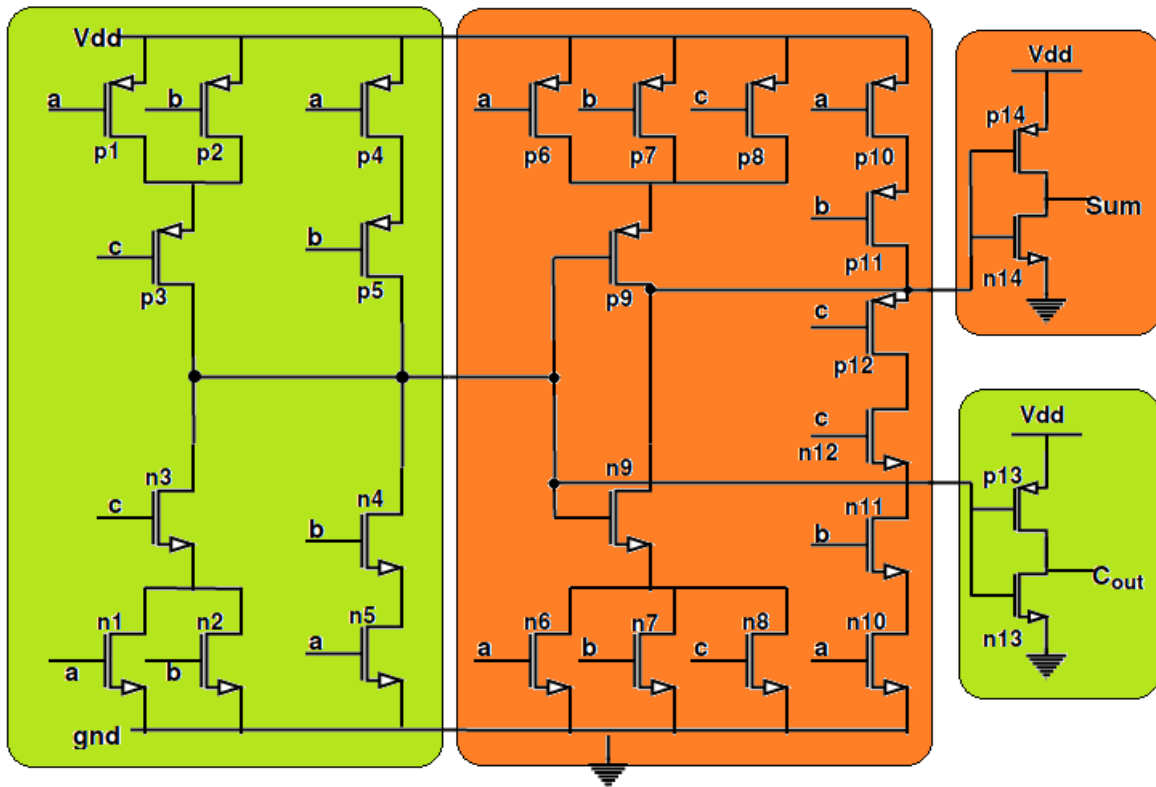 Vdd
a b a a b c a
p1 p2 p4 p6 p7 p8 p10
c b b
p3 p5 p9 p11
c
p12
c
n12
n3 n4 n9 n11
c b b
n1 n2 n5 n6 n7 n8 n10
a b a a b c a
gnd
Vdd
p14
Sum
n14
Vdd
p13
Cout
n13